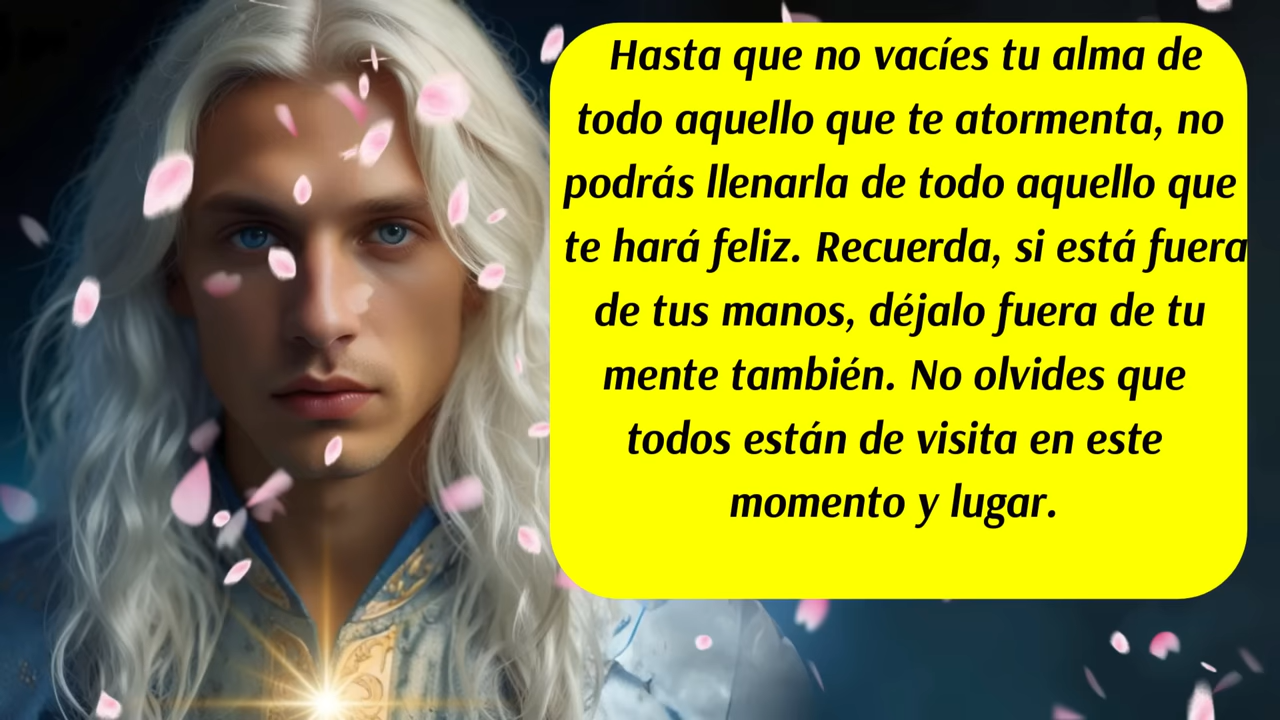 Hasta que no vacíes tu alma de
todo aquello que te atormenta, no
podrás llenarla de todo aquello que
te hará feliz. Recuerda, si está fuera
de tus manos, déjalo fuera de tu
mente también. No olvides que
todos están de visita en este
momento y lugar.